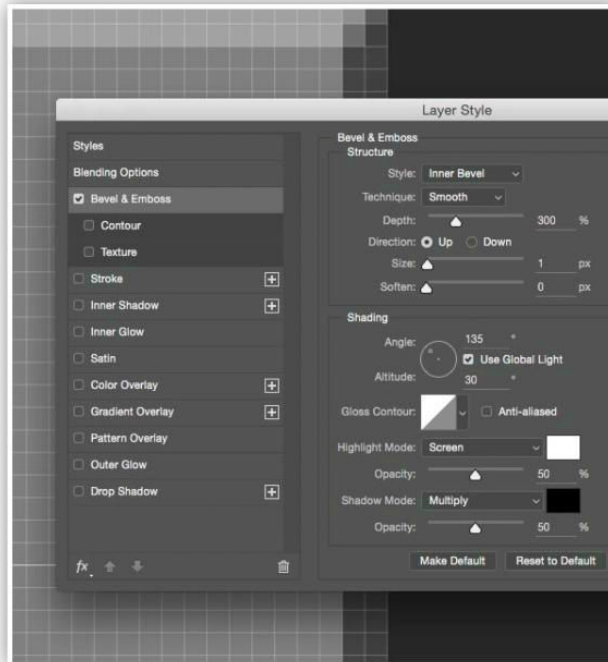 Layer Style
Styles
Blending Options
Bevel & Emboss
Contour
Texture
Stroke
Inner Shadow
Inner Glow
Satin
Color Overlay
Gradient Overlay
Pattern Overlay
Outer Glow
Drop Shadow
fx
Bevel & Emboss
Structure
Style: Inner Bevel
Technique: Smooth
Depth: 300 %
Direction: Up Down
Size: 1 px
Soften: 0 px
Shading
Angle: 135 °
Use Global Light
Altitude: 30 °
Gloss Contour: Anti-aliased
Highlight Mode: Screen
Opacity: 50 %
Shadow Mode: Multiply
Opacity: 50 %
Make Default Reset to Default